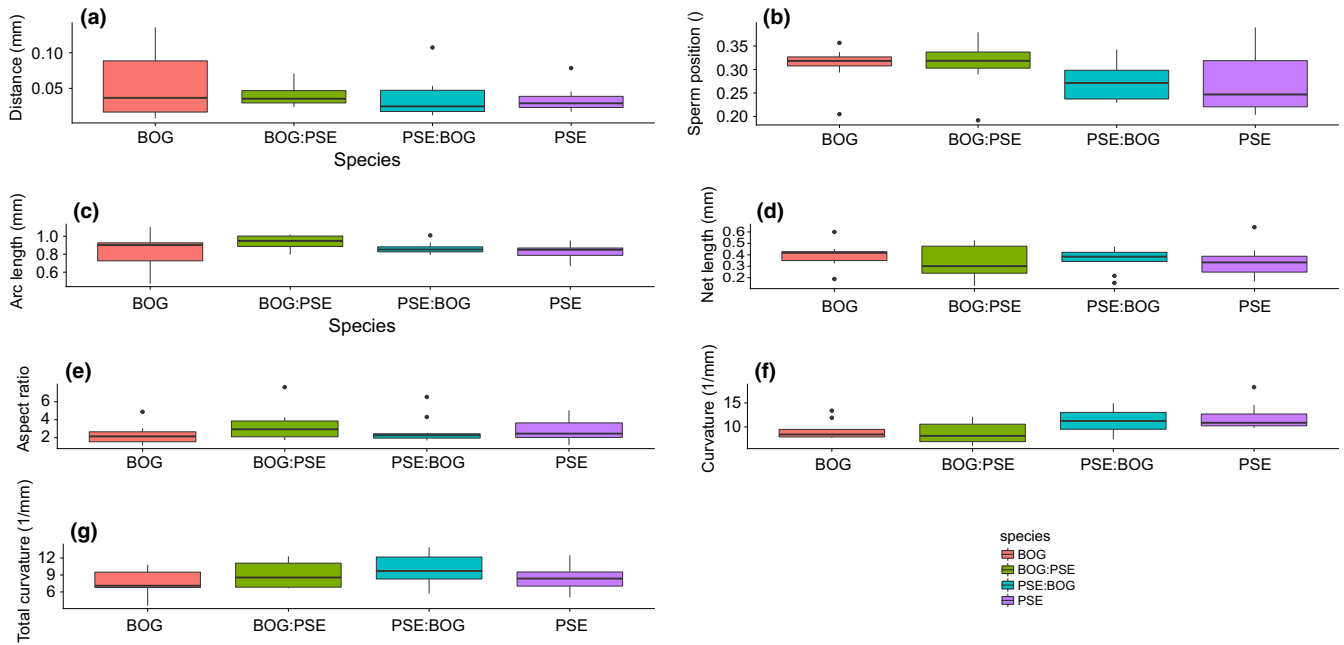 (a)
Distance (mm)
0.10
0.05
BOG BOG:PSE PSE:BOG PSE
Species
(b)
Sperm position ()
0.35
0.30
0.25
0.20
BOG BOG:PSE PSE:BOG PSE
(c)
Arc length (mm)
1.0
0.8
0.6
BOG BOG:PSE PSE:BOG PSE
Species
(d)
Net length (mm)
0.6
0.5
0.4
0.3
0.2
BOG BOG:PSE PSE:BOG PSE
(e)
Aspect ratio
6
4
2
BOG BOG:PSE PSE:BOG PSE
(f)
Curvature (1/mm)
15
10
BOG BOG:PSE PSE:BOG PSE
(g)
Total curvature (1/mm)
12
9
6
BOG BOG:PSE PSE:BOG PSE
species
BOG
BOG:PSE
PSE:BOG
PSE